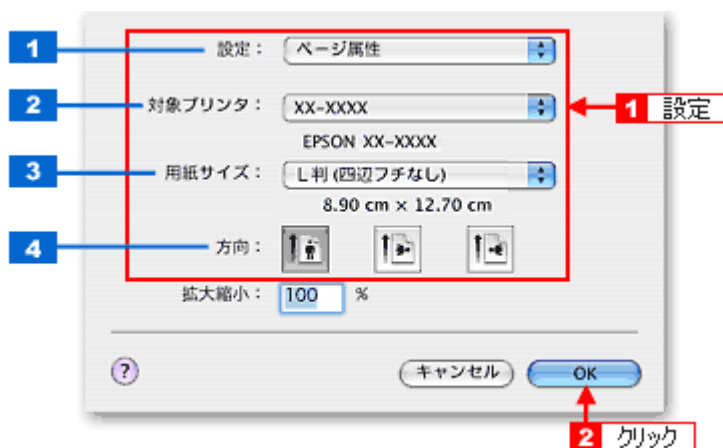 1 設定： ページ属性
2 対象プリンタ： XX-XXXX
1 設定
EPSON XX-XXXX
3 用紙サイズ： L判(四辺フチなし)
8.90 cm × 12.70 cm
4 方向：
拡大縮小： 100 %
? キャンセル OK
2 クリック